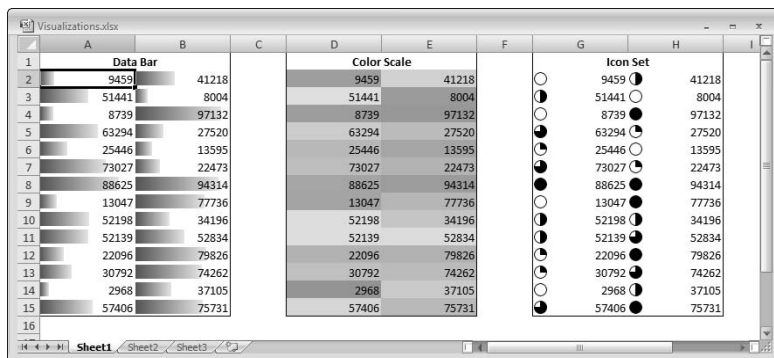 Visualizations.xlsx
A B C D E F G H I
1 Data Bar Color Scale Icon Set
2 9459 41218 9459 41218 9459 41218
3 51441 8004 51441 8004 51441 8004
4 8739 97132 8739 97132 8739 97132
5 63294 27520 63294 27520 63294 27520
6 25446 13595 25446 13595 25446 13595
7 73027 22473 73027 22473 73027 22473
8 88625 94314 88625 94314 88625 94314
9 13047 77736 13047 77736 13047 77736
10 52198 34196 52198 34196 52198 34196
11 52139 52834 52139 52834 52139 52834
12 22096 79826 22096 79826 22096 79826
13 30792 74262 30792 74262 30792 74262
14 2968 37105 2968 37105 2968 37105
15 57406 75731 57406 75731 57406 75731
16
Sheet1 Sheet2 Sheet3